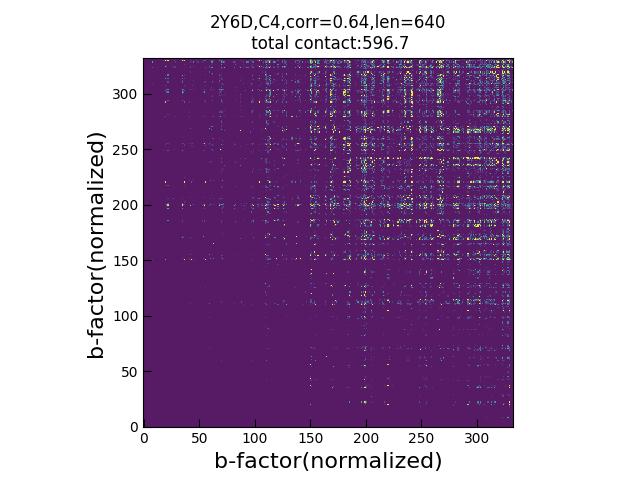 2Y6D,C4,corr=0.64,len=640
total contact:596.7
b-factor(normalized)
300
250
200
150
100
50
0
0 50 100 150 200 250 300
b-factor(normalized)